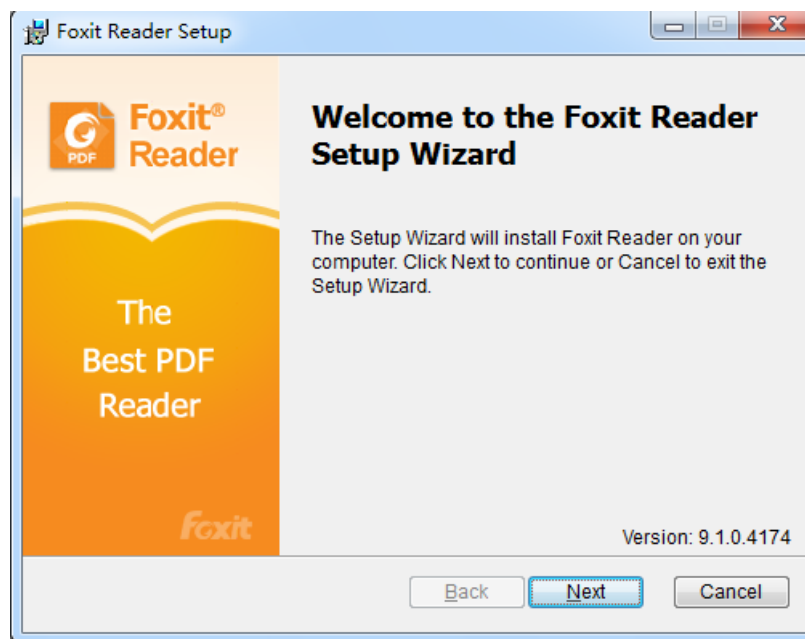 Foxit Reader Setup
Foxit®
Reader
PDF
The
Best PDF
Reader
Foxit
Welcome to the Foxit Reader
Setup Wizard
The Setup Wizard will install Foxit Reader on your
computer. Click Next to continue or Cancel to exit the
Setup Wizard.
Version: 9.1.0.4174
Back
Next
Cancel